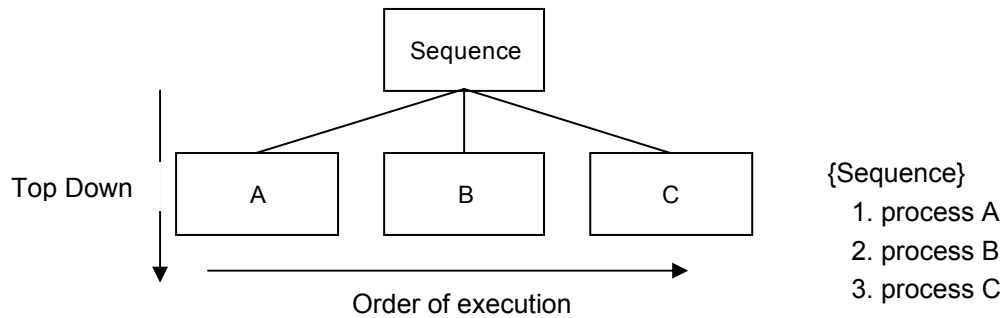 Sequence
Top Down
A
B
C
Order of execution
{Sequence}
1. process A
2. process B
3. process C